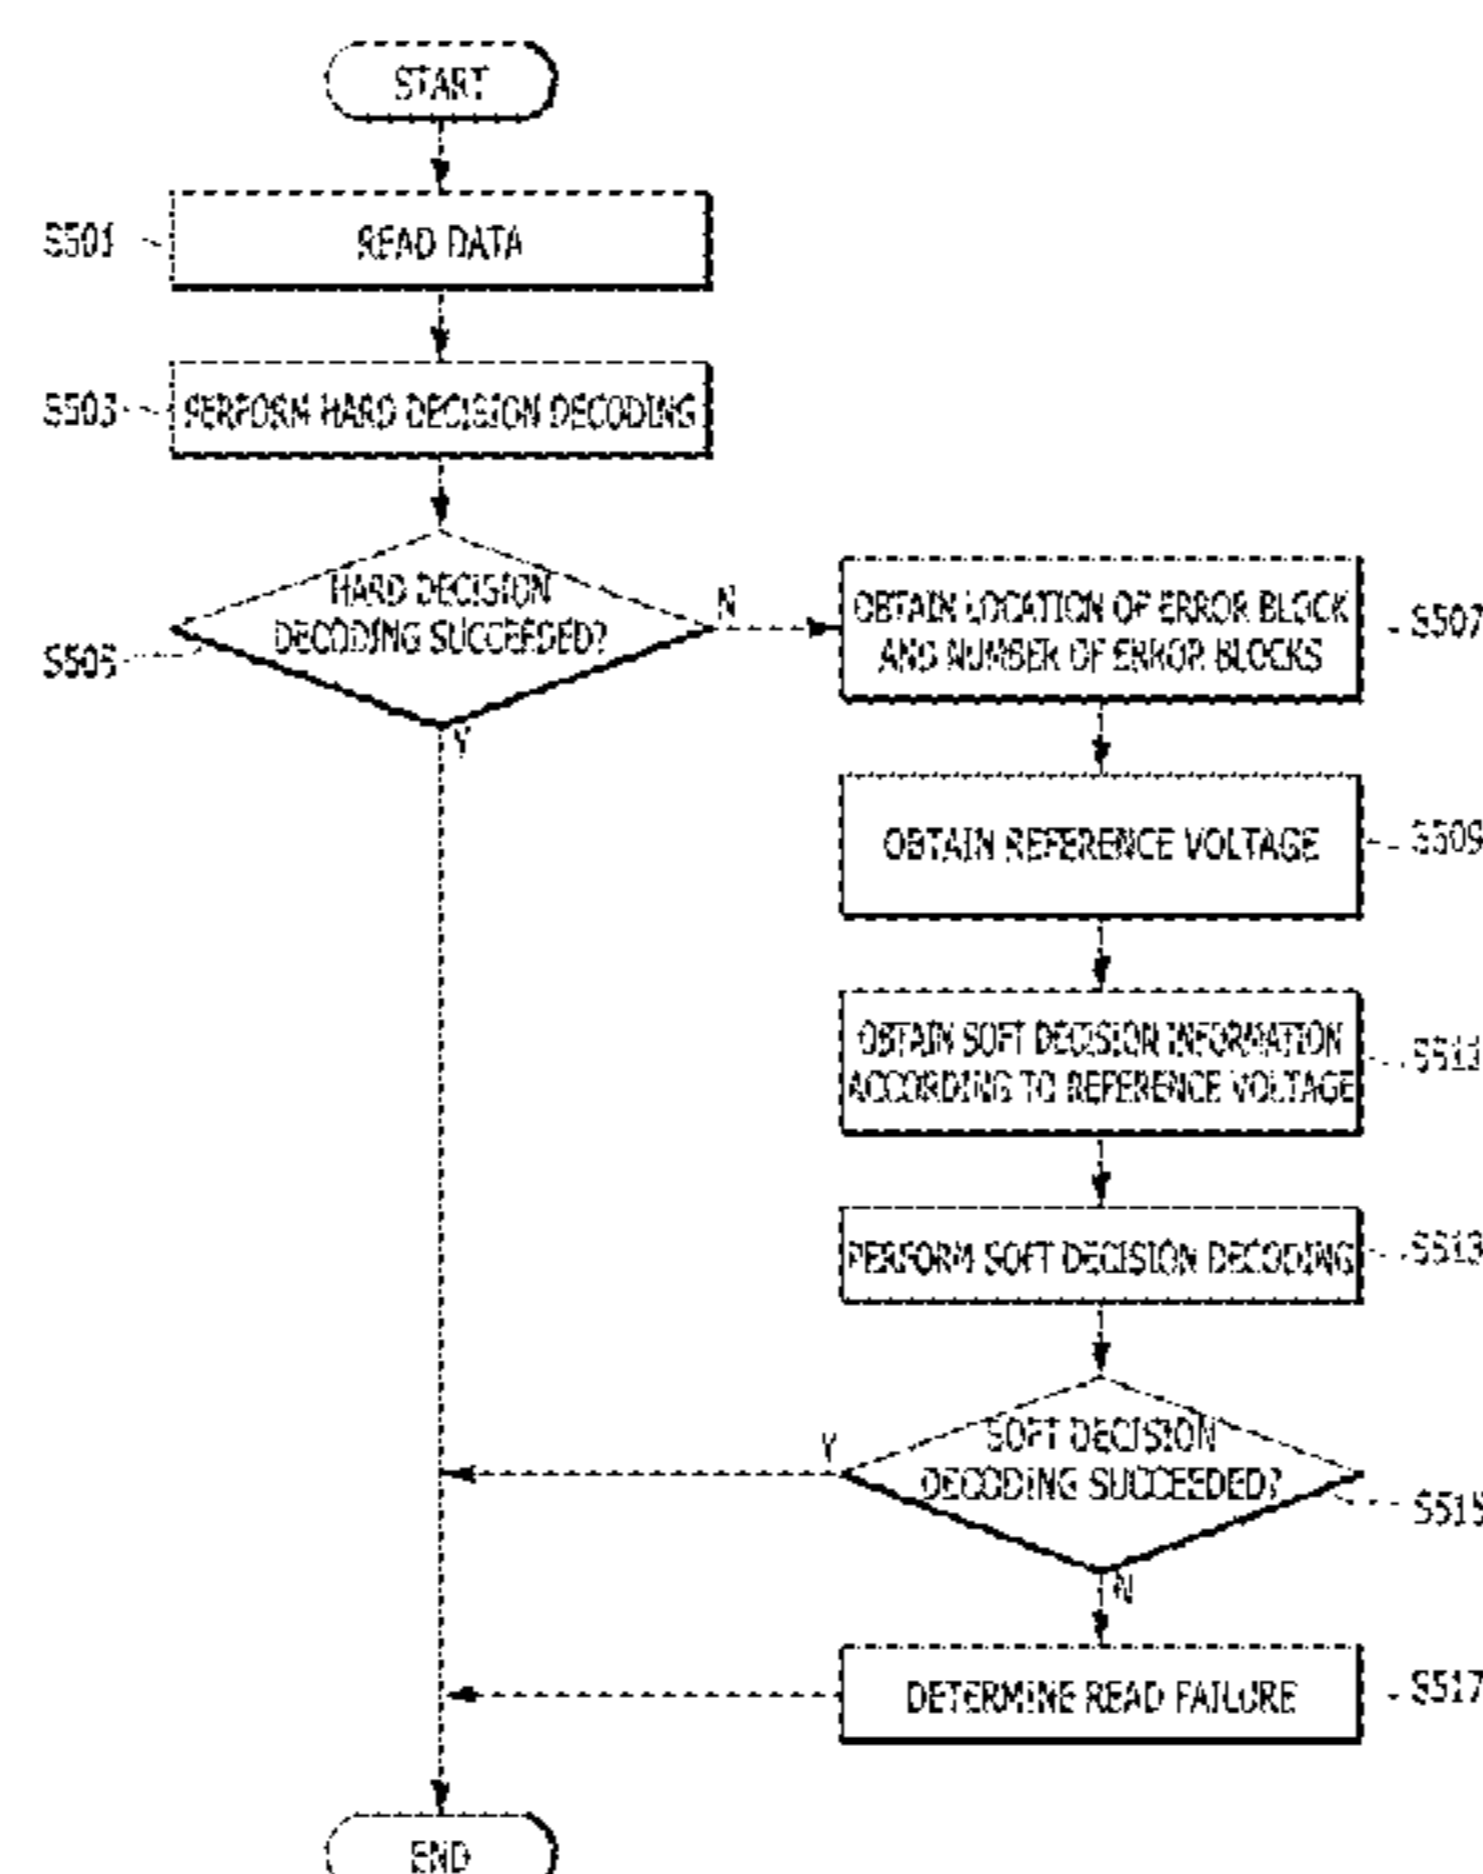 START
S501
READ DATA
S503
PERFORM HARD DECISION DECODING
HARD DECISION
DECODING SUCCEEDED?
S505
N
Y
OBTAIN LOCATION OF ERROR BLOCK
AND NUMBER OF ERROR BLOCKS
S507
OBTAIN REFERENCE VOLTAGE
S509
OBTAIN SOFT DECISION INFORMATION
ACCORDING TO REFERENCE VOLTAGE
S511
PERFORM SOFT DECISION DECODING
S513
SOFT DECISION
DECODING SUCCEEDED?
Y
S515
N
DETERMINE READ FAILURE
S517
END